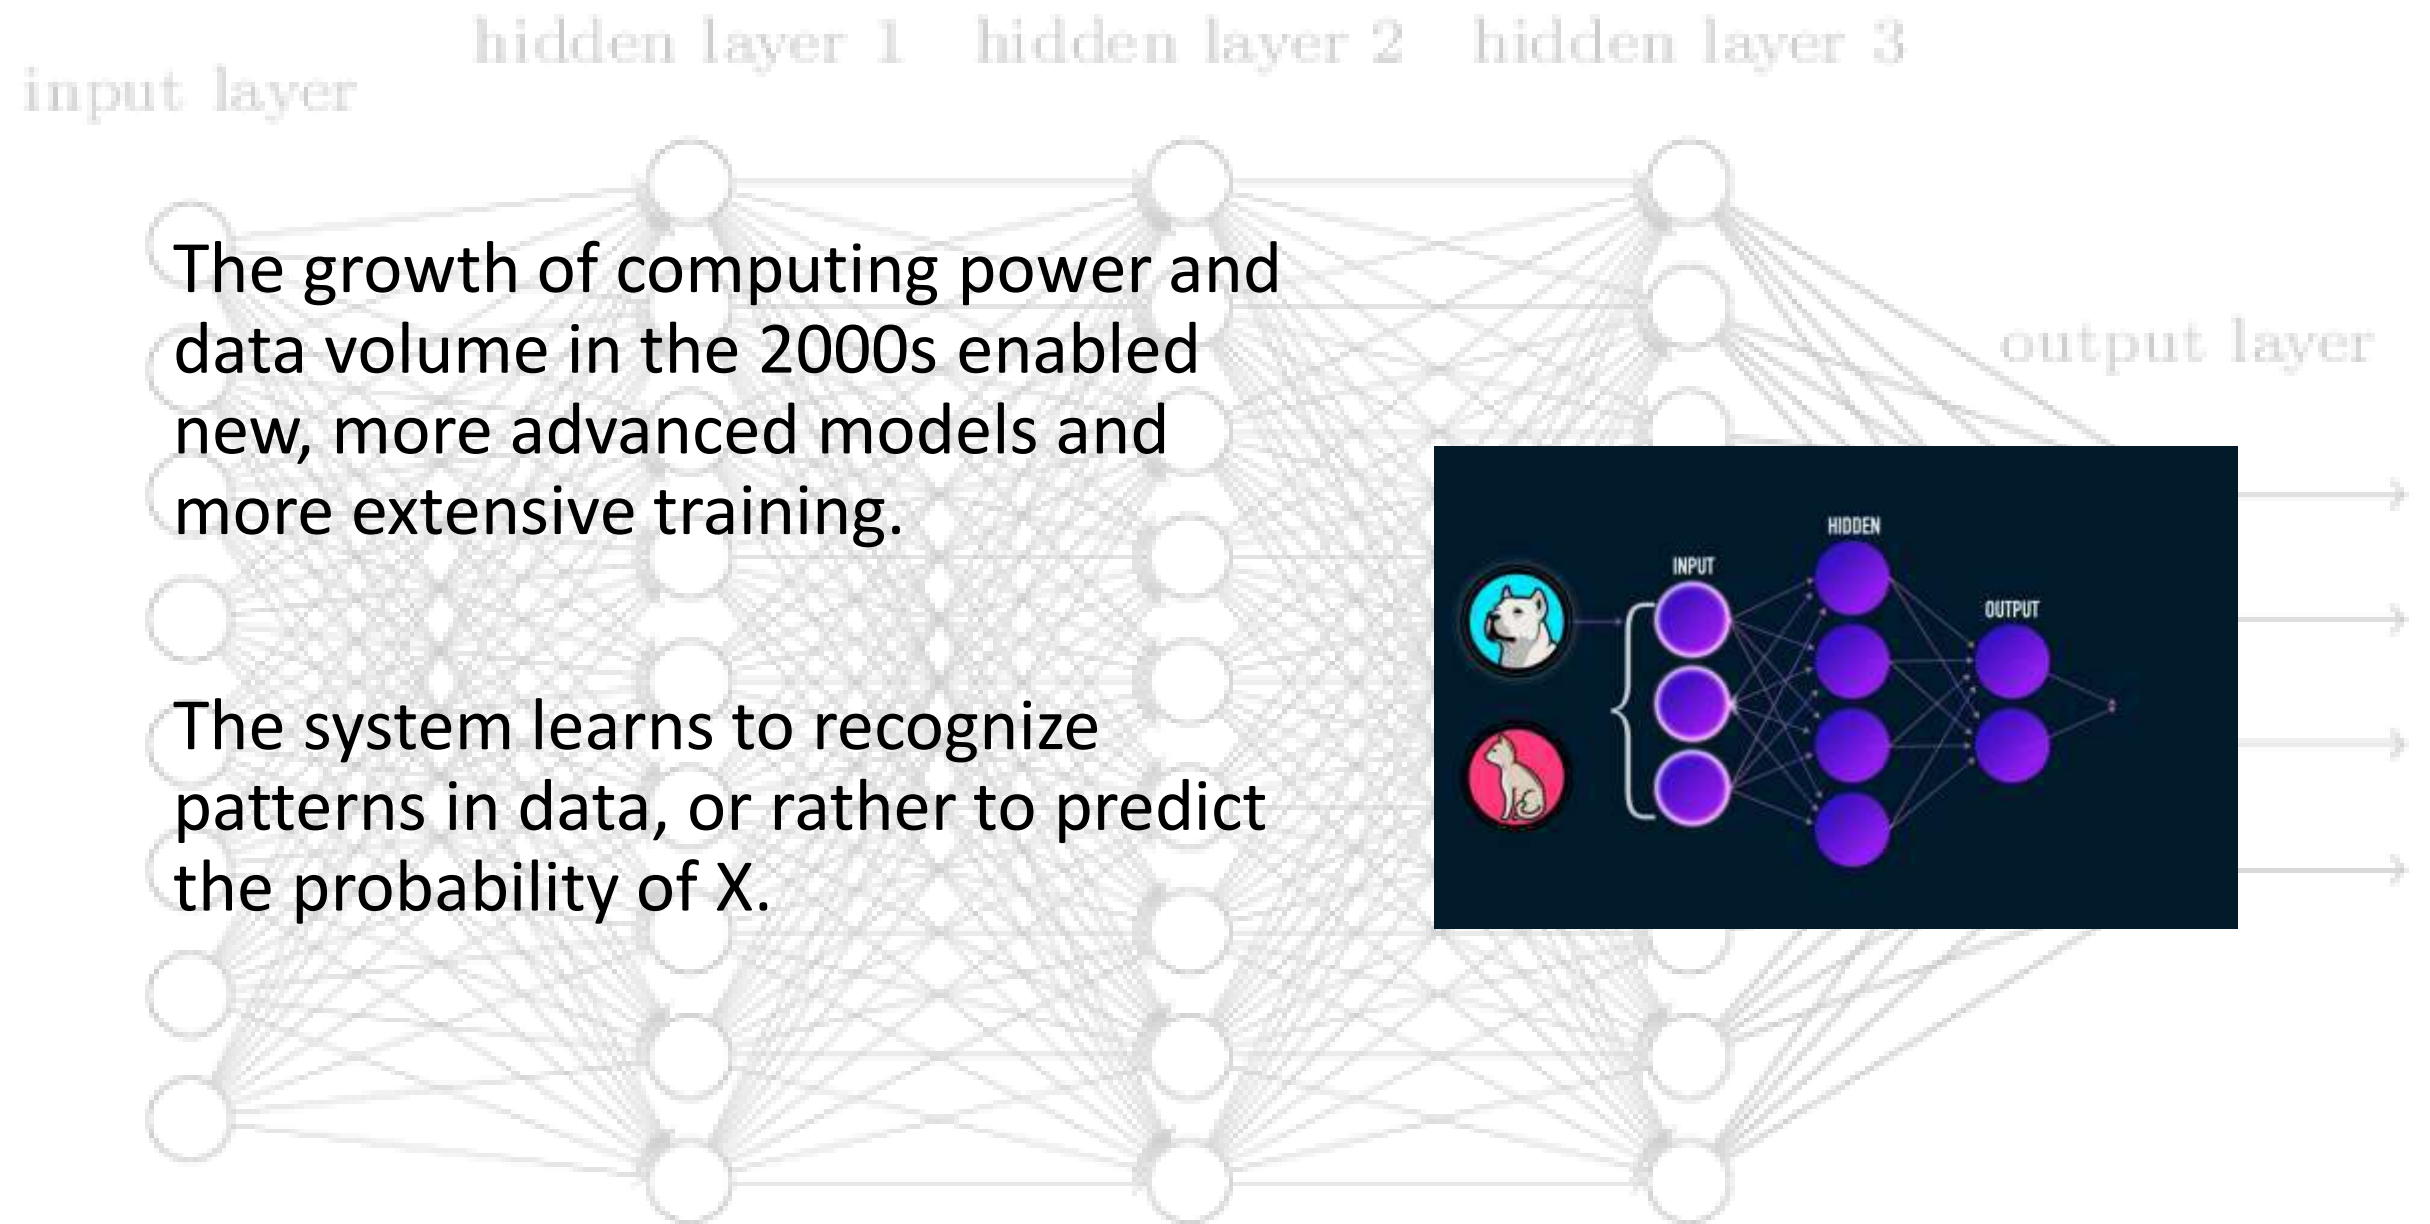 hidden layer 1 hidden layer 2 hidden layer 3
input layer
output layer
The growth of computing power and
data volume in the 2000s enabled
new, more advanced models and
more extensive training.
The system learns to recognize
patterns in data, or rather to predict
the probability of X.
HIDDEN
INPUT
OUTPUT